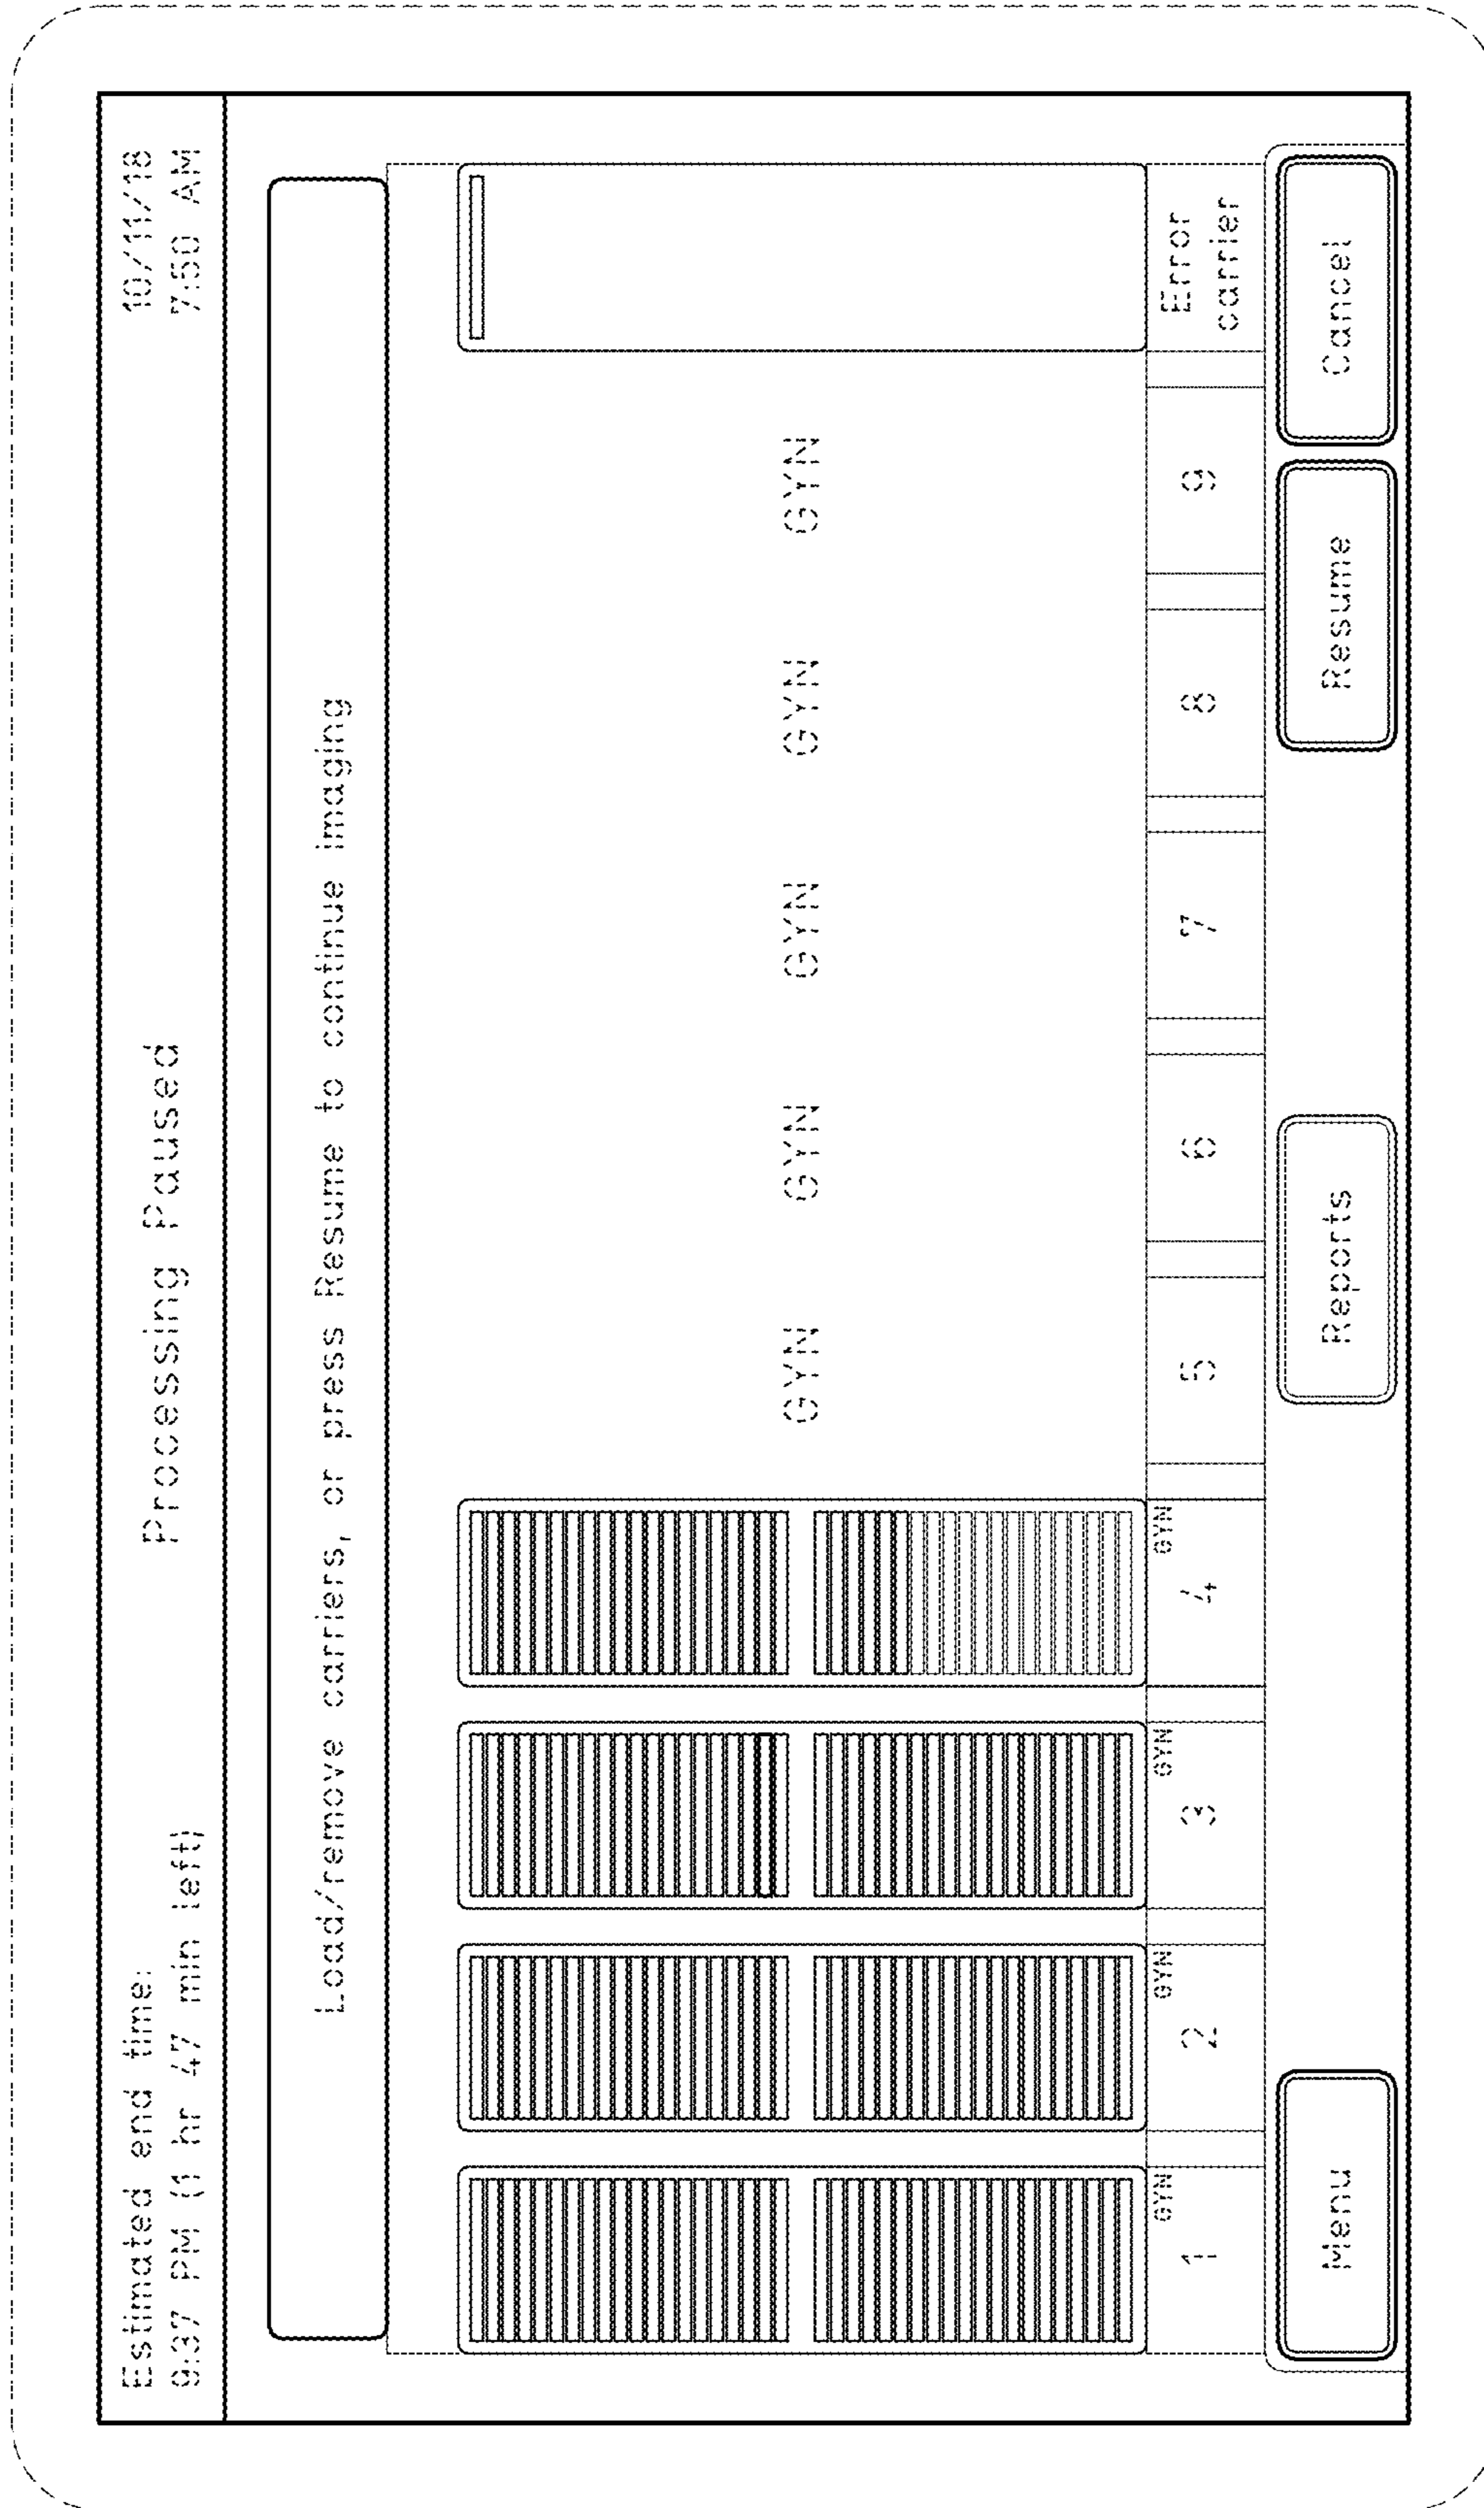 Estimated end time:
9:37 PM (1 hr 47 min left)
Processing Paused
10/11/18
7:50 AM
Load/remove carriers, or press Resume to continue imaging
GYN
GYN
GYN
GYN
GYN
GYN
GYN
GYN
GYN
1
2
3
4
5
6
7
8
9
Error
carrier
Menu
Reports
Resume
Cancel